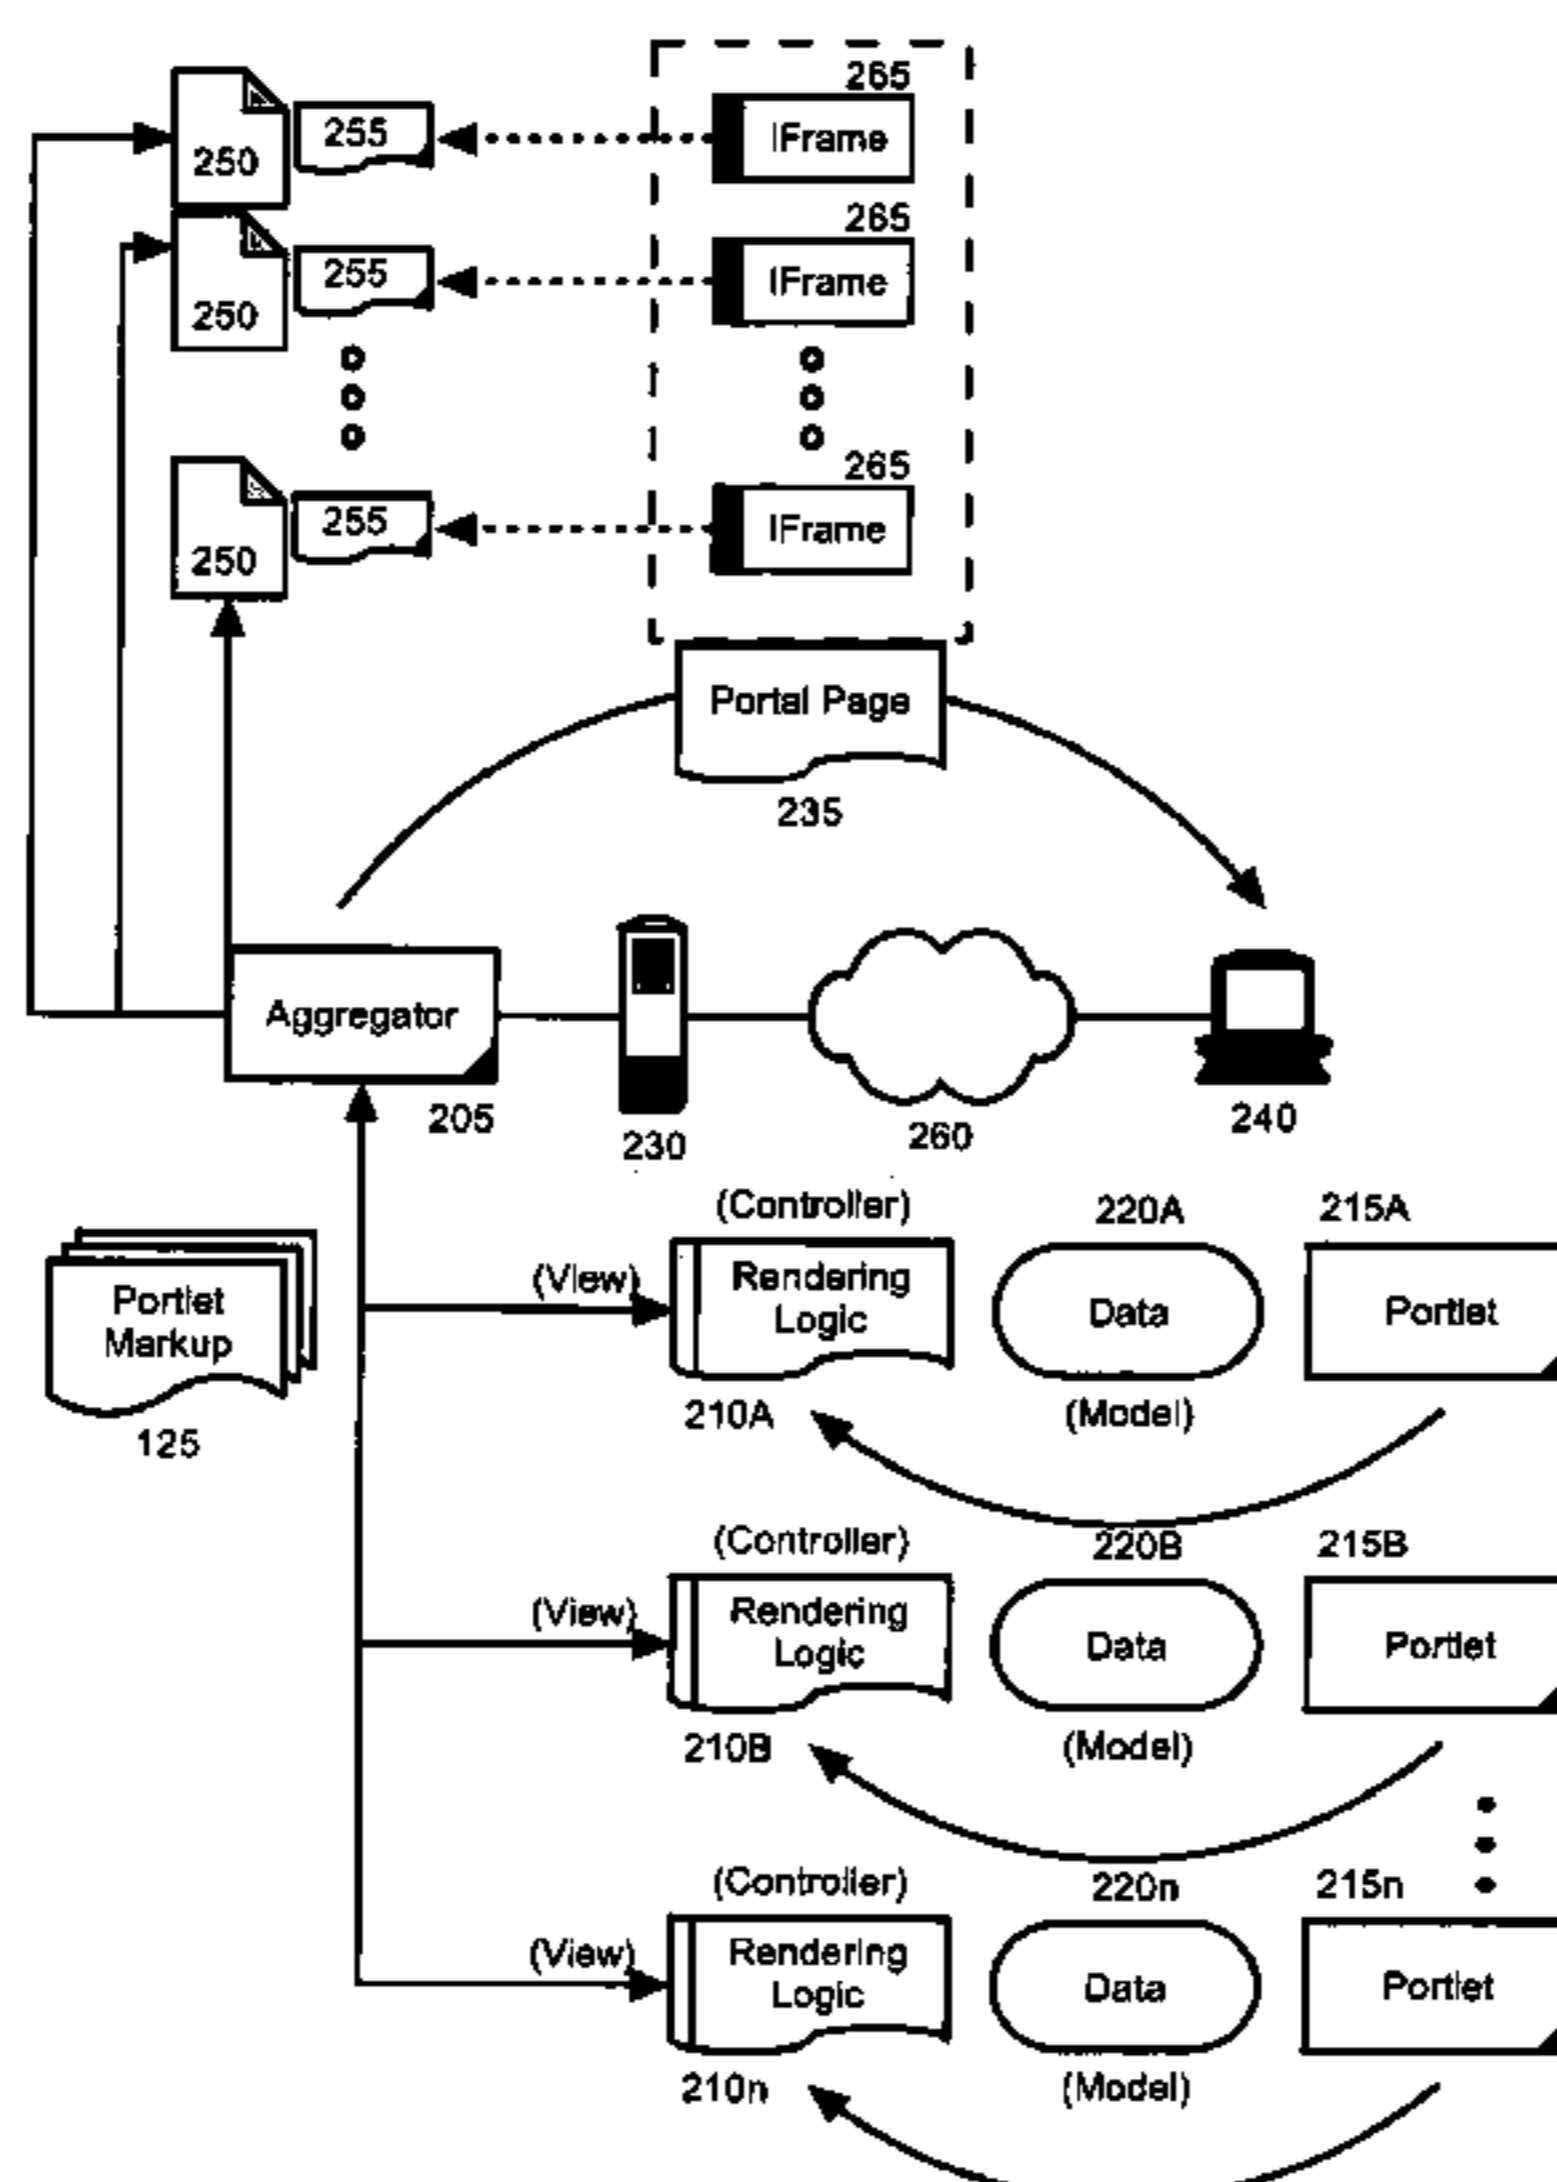 265
250
255
IFrame
265
250
255
IFrame
265
250
255
IFrame
Portal Page
235
Aggregator
205
230
260
240
(Controller)
220A
215A
Portlet
Markup
125
(View)
Rendering
Logic
Data
Portlet
210A
(Model)
(Controller)
220B
215B
(View)
Rendering
Logic
Data
Portlet
210B
(Model)
(Controller)
220n
215n
(View)
Rendering
Logic
Data
Portlet
210n
(Model)